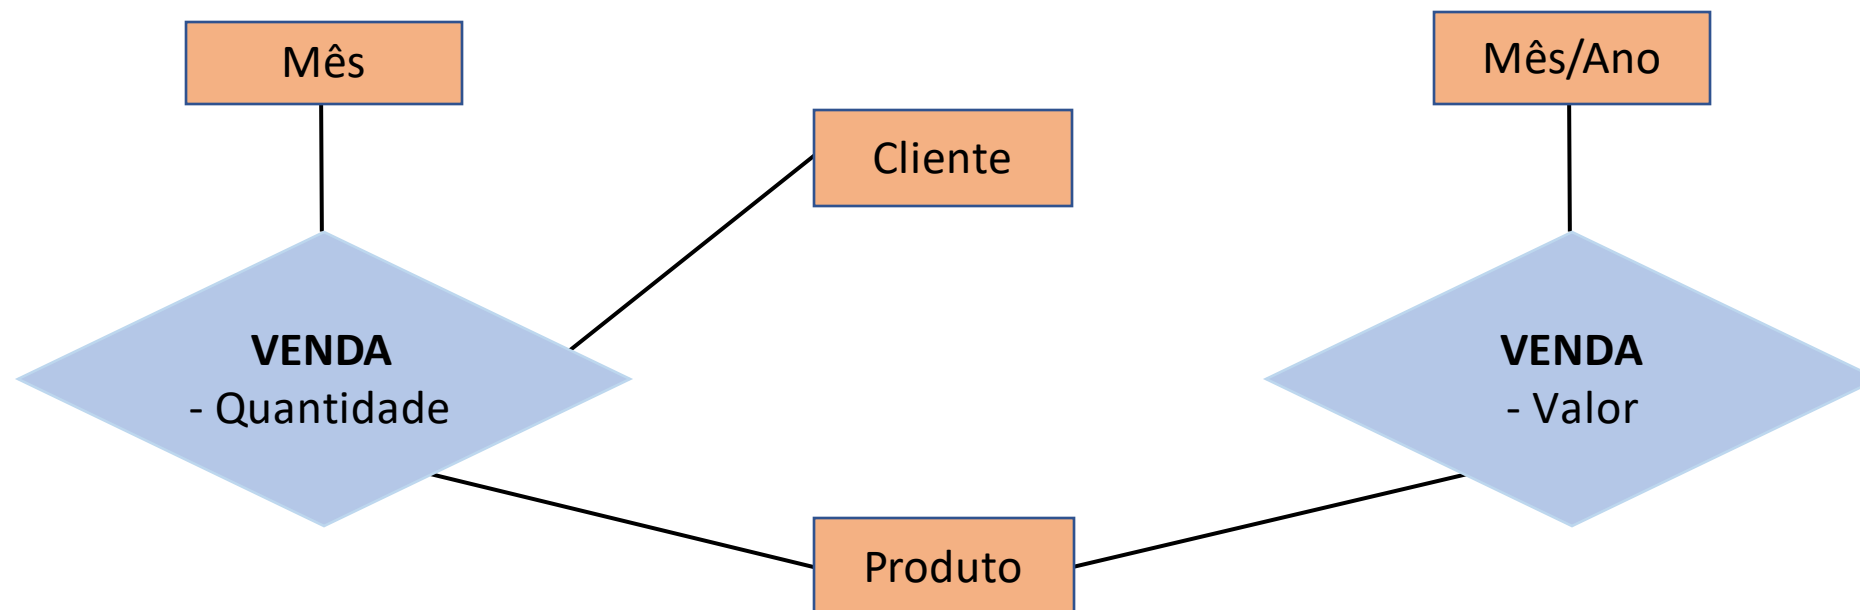 Mês
Mês/Ano
Cliente
VENDA
- Quantidade
VENDA
- Valor
Produto